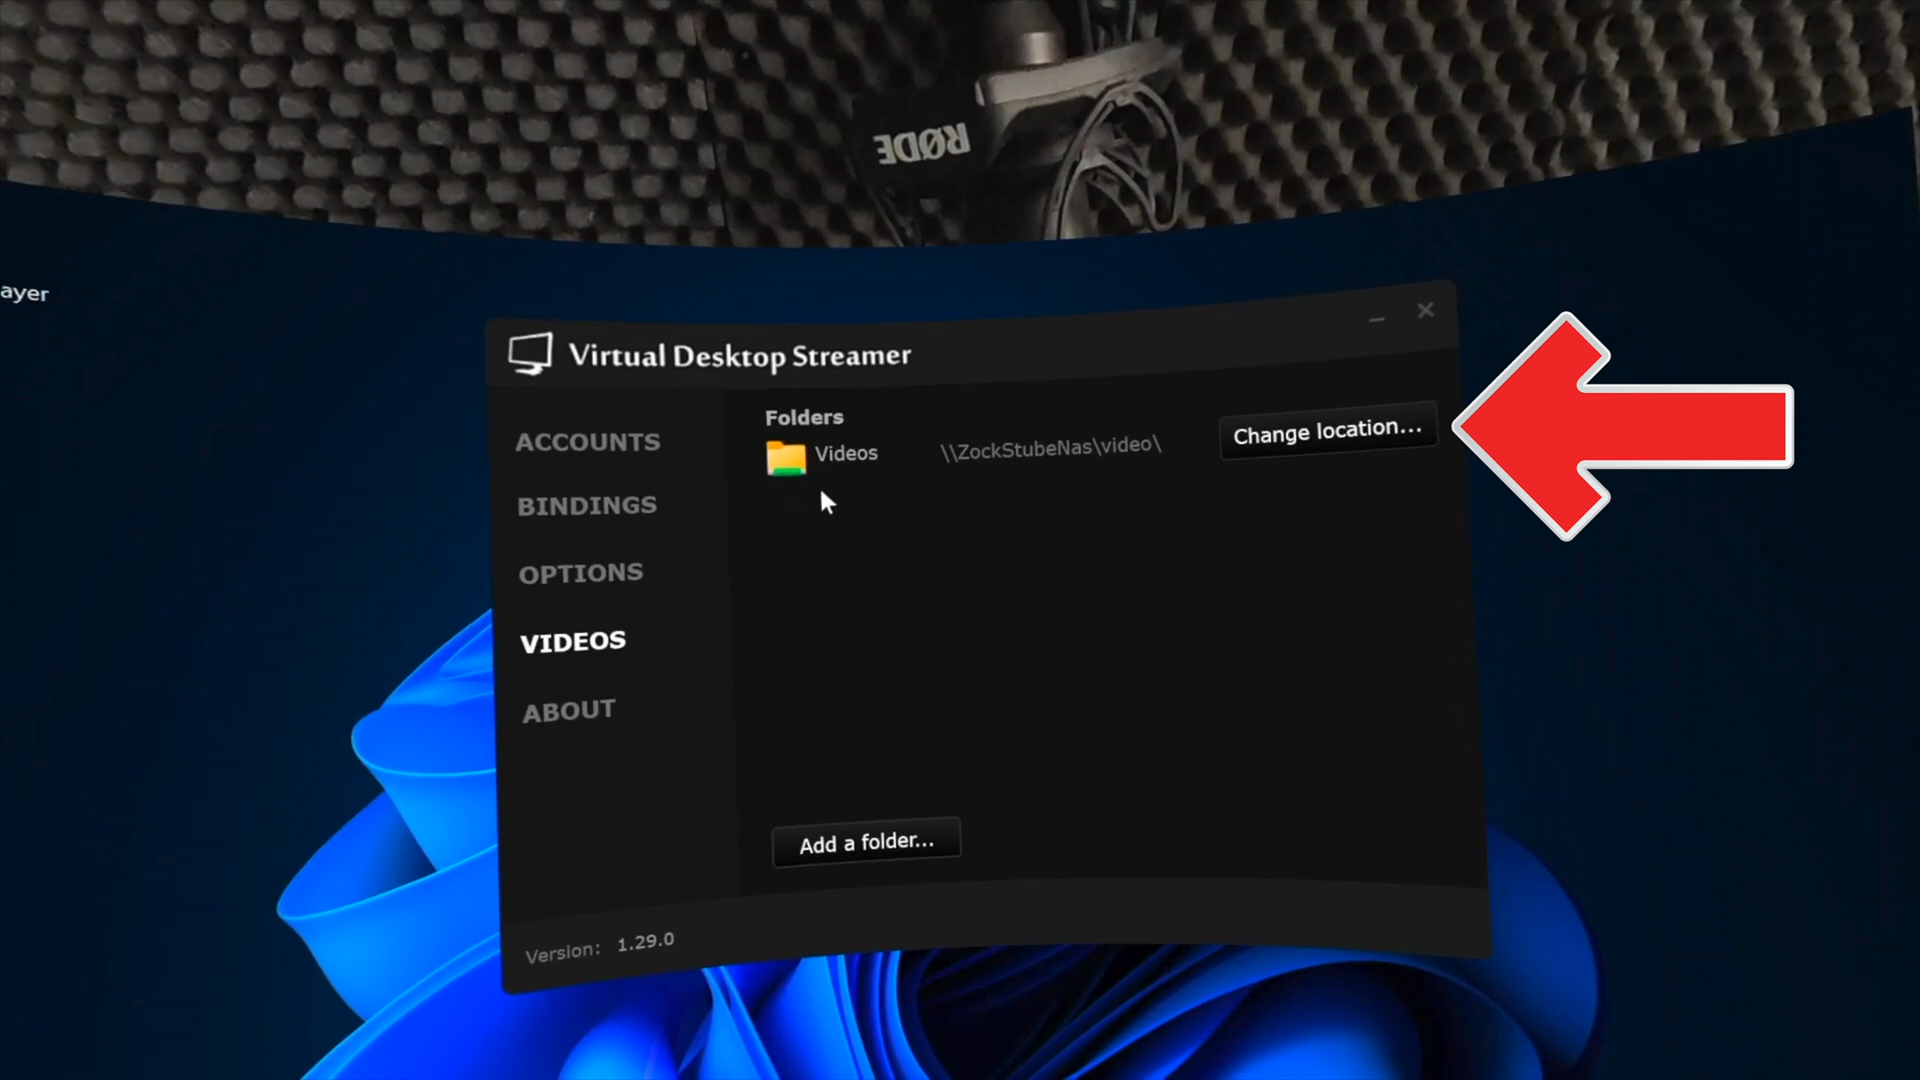 RØDE
ayer
Virtual Desktop Streamer
ACCOUNTS
BINDINGS
OPTIONS
VIDEOS
ABOUT
Folders
Videos \\ZockStubeNas\video\ Change location...
Add a folder...
Version: 1.29.0